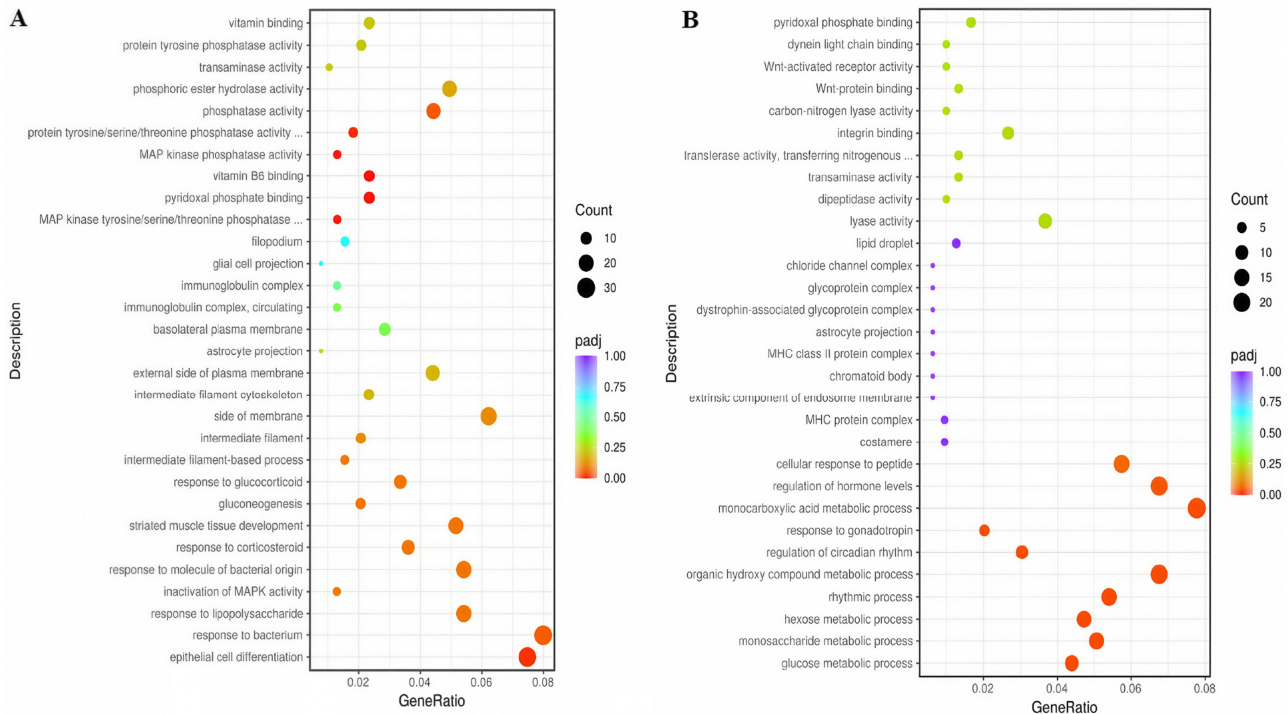 A
vitamin binding
protein tyrosine phosphatase activity
transaminase activity
phosphoric ester hydrolase activity
phosphatase activity
protein tyrosine/serine/threonine phosphatase activity ...
MAP kinase phosphatase activity
vitamin B6 binding
pyridoxal phosphate binding
MAP kinase tyrosine/serine/threonine phosphatase ...
filopodium
glial cell projection
immunoglobulin complex
immunoglobulin complex, circulating
basolateral plasma membrane
astrocyte projection
external side of plasma membrane
intermediate filament cytoskeleton
side of membrane
intermediate filament
intermediate filament-based process
response to glucocorticoid
gluconeogenesis
striated muscle tissue development
response to corticosteroid
response to molecule of bacterial origin
inactivation of MAPK activity
response to lipopolysaccharide
response to bacterium
epithelial cell differentiation
Description
0.02 0.04 0.06 0.08
GeneRatio
Count
10
20
30
padj
1.00
0.75
0.50
0.25
0.00
B
pyridoxal phosphate binding
dynein light chain binding
Wnt-activated receptor activity
Wnt-protein binding
carbon-nitrogen lyase activity
integrin binding
translerase activity, transferring nitrogenous ...
transaminase activity
dipeptidase activity
lyase activity
lipid droplet
chloride channel complex
glycoprotein complex
dystrophin-associated glycoprotein complex
astrocyte projection
MHC class II protein complex
chromatoid body
extrinsic component of endosome membrane
MHC protein complex
costamere
cellular response to peptide
regulation of hormone levels
monocarboxylic acid metabolic process
response to gonadotropin
regulation of circadian rhythm
organic hydroxy compound metabolic process
rhythmic process
hexose metabolic process
monosaccharide metabolic process
glucose metabolic process
Description
0.02 0.04 0.06 0.08
GeneRatio
Count
5
10
15
20
padj
1.00
0.75
0.50
0.25
0.00